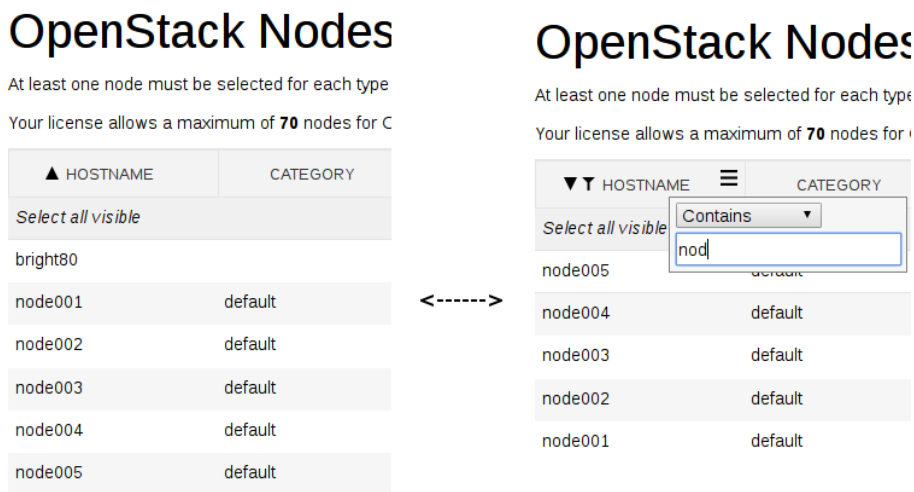 OpenStack Nodes
At least one node must be selected for each type
Your license allows a maximum of 70 nodes for
▲ HOSTNAME CATEGORY
Select all visible
bright80
node001 default
node002 default
node003 default
node004 default
node005 default
<------>
OpenStack Nodes
At least one node must be selected for each type
Your license allows a maximum of 70 nodes for
▼ HOSTNAME ☰ CATEGORY
Contains ▼
Select all visible
nod
node005 default
node004 default
node003 default
node002 default
node001 default